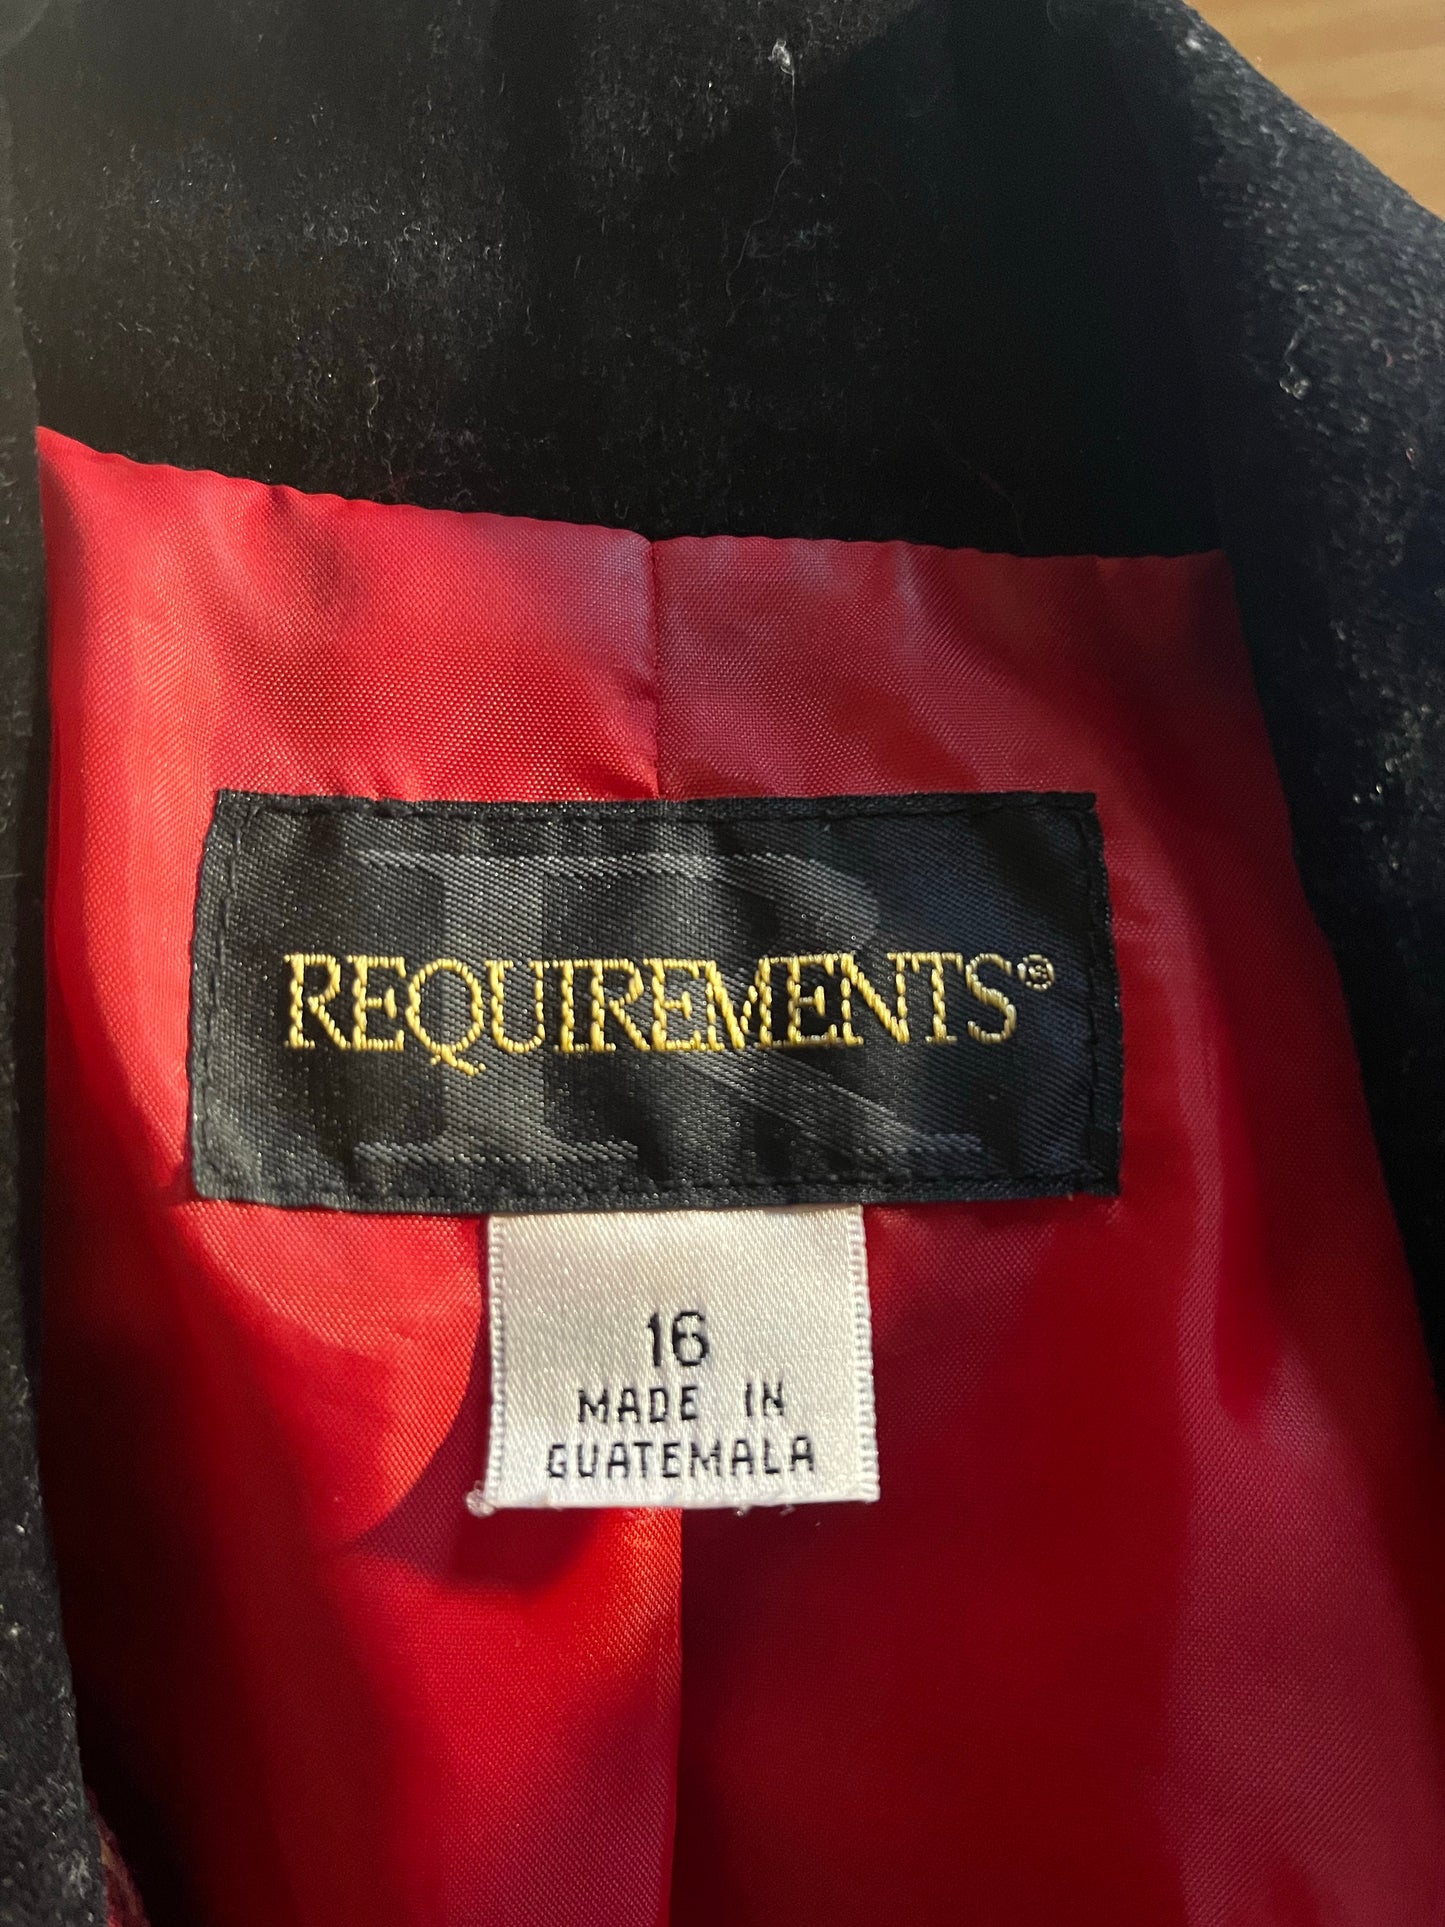 REQUIREMENTS®
16
MADE IN
GUATEMALA